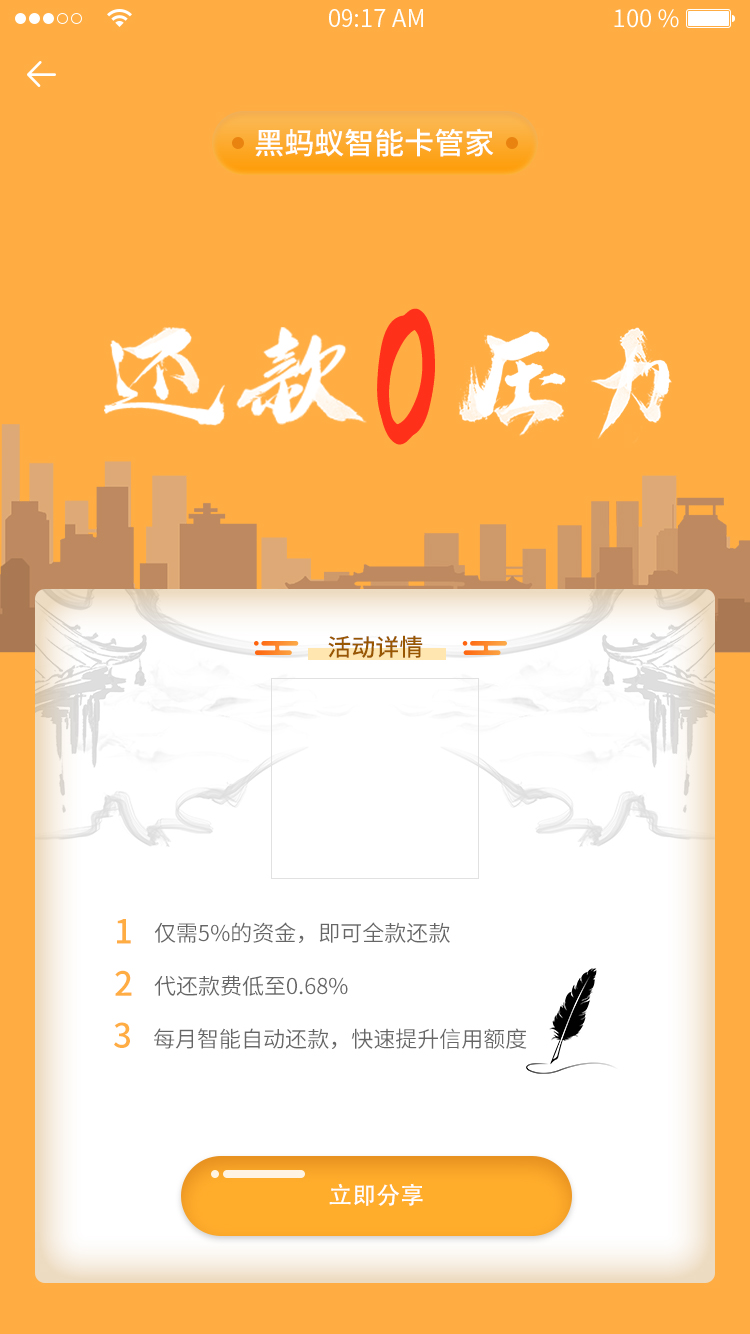 09:17 AM
100 %
黑蚂蚁智能卡管家
还款0压力
活动详情
1 仅需5%的资金，即可全款还款
2 代还款费低至0.68%
3 每月智能自动还款，快速提升信用额度
立即分享